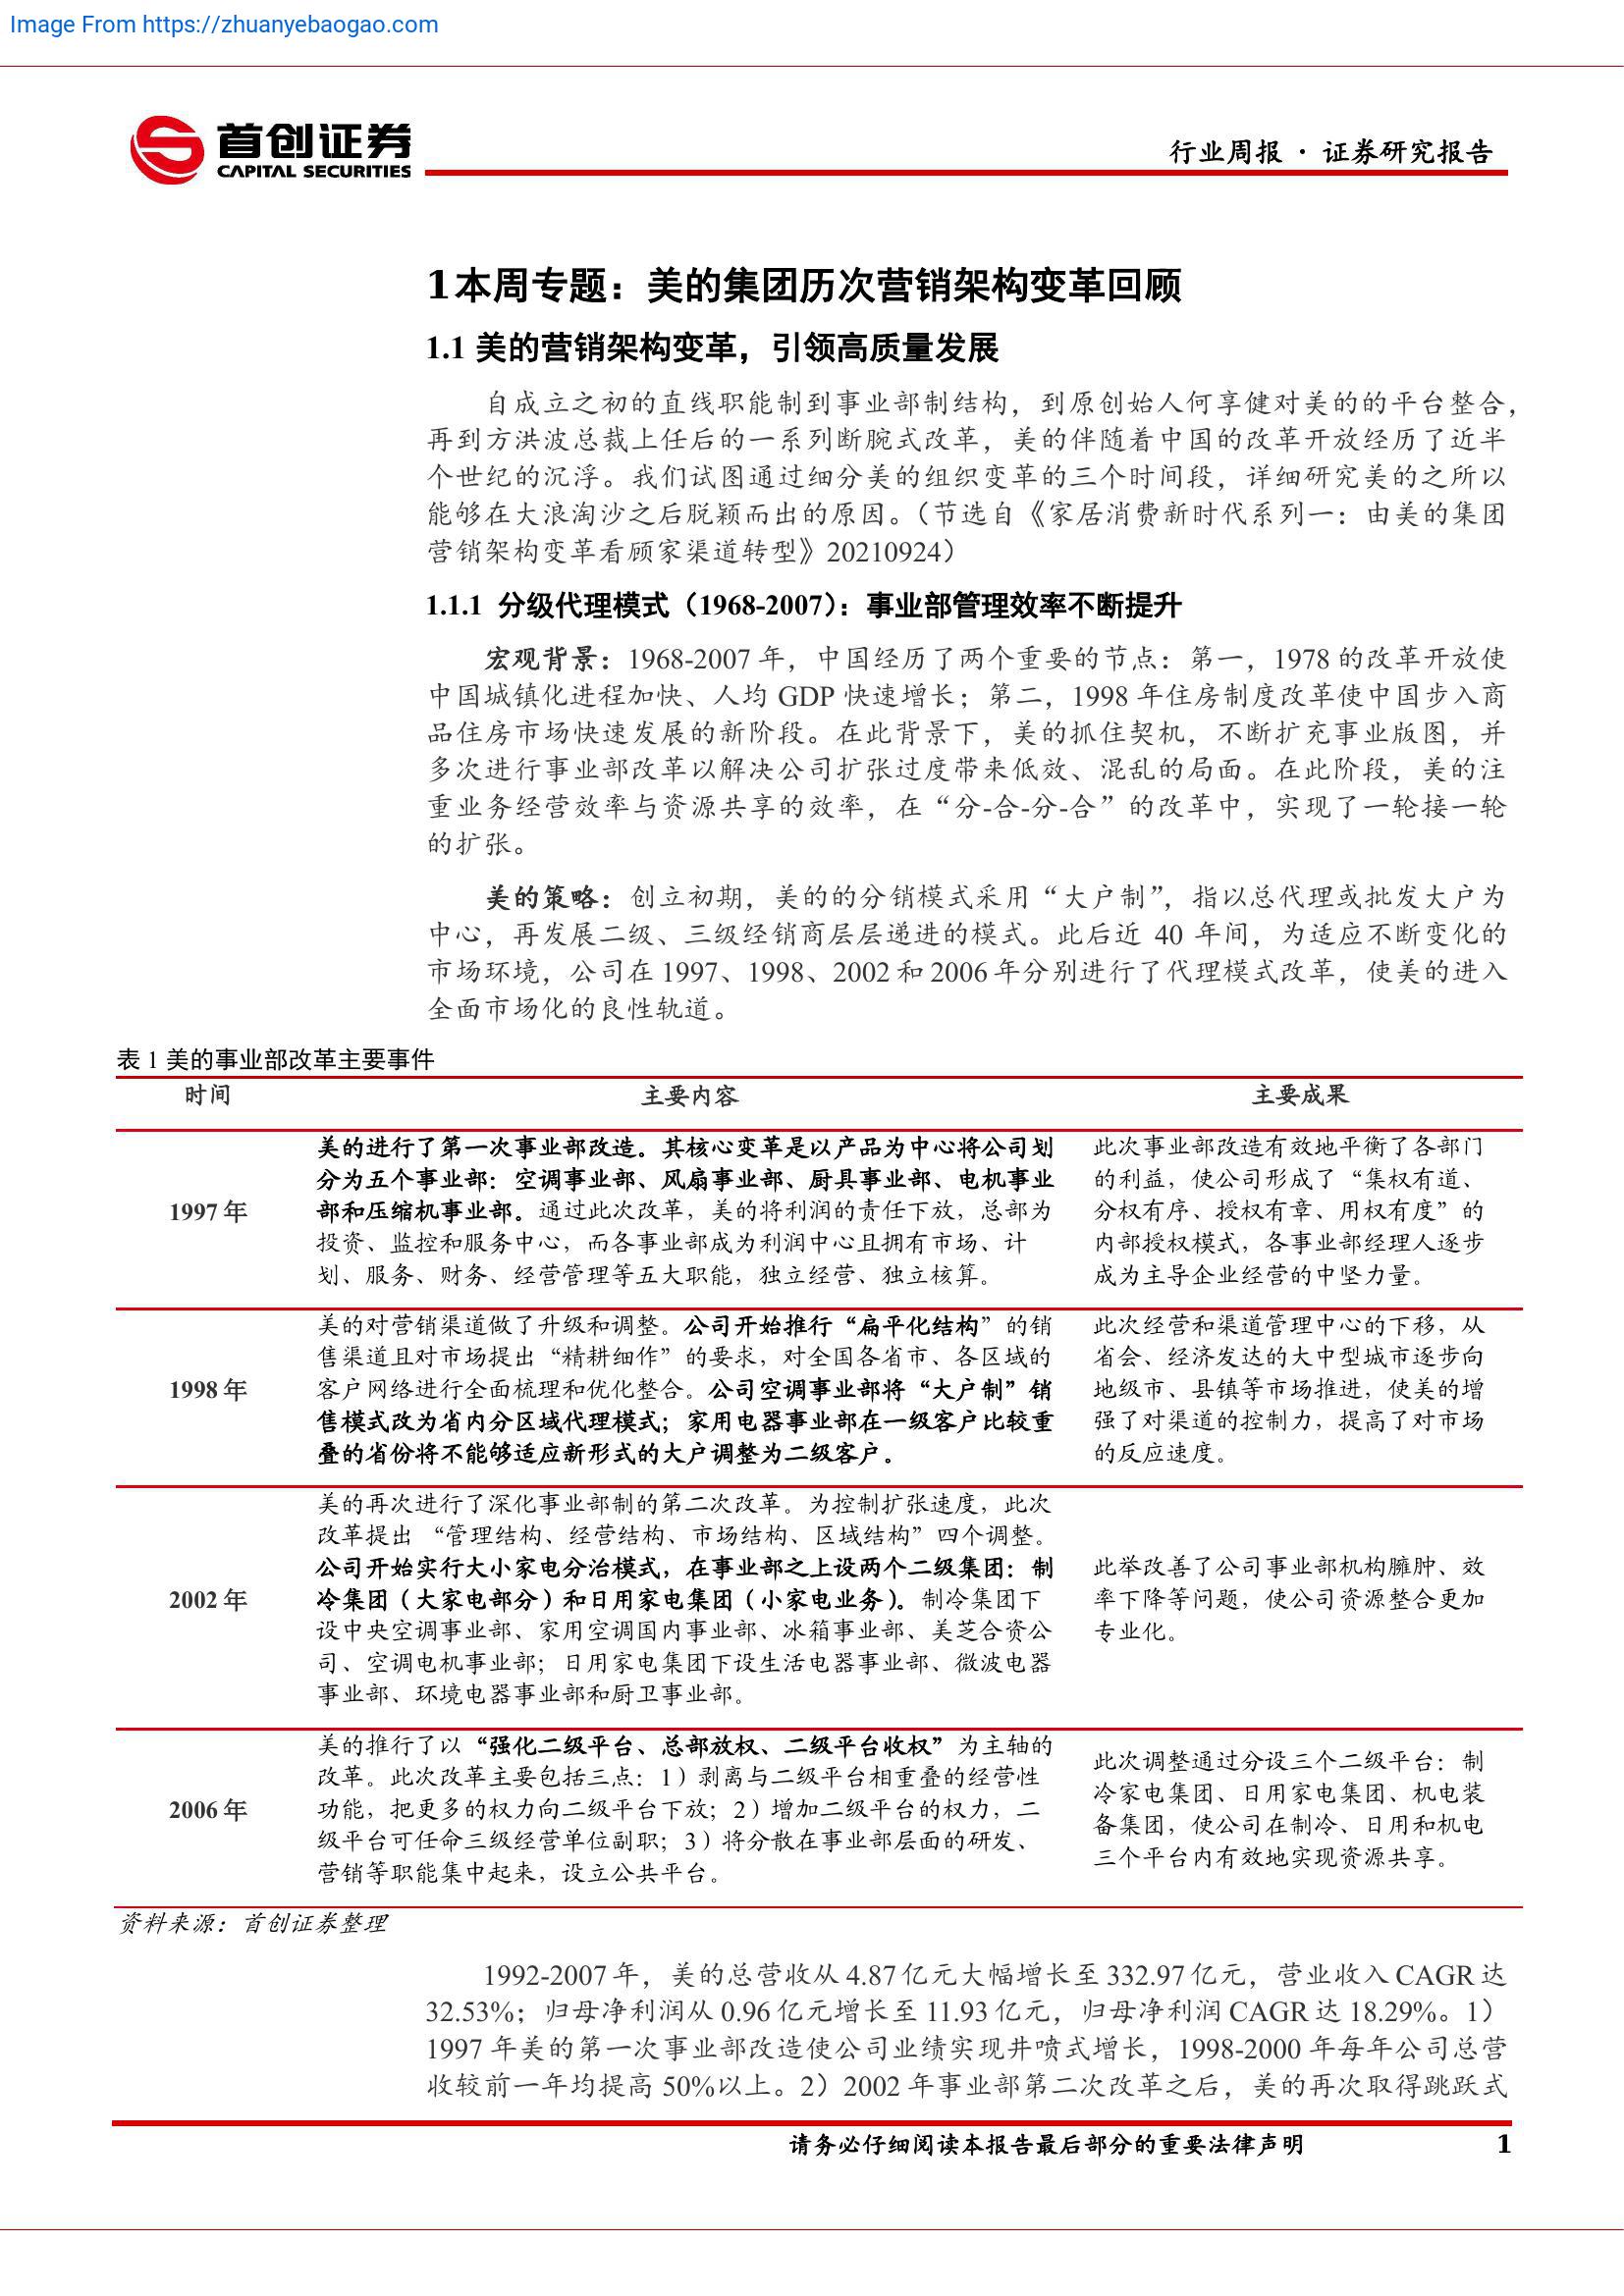 Image From https://zhuanyebaogao.com
首创证券
CAPITAL SECURITIES
行业周报 · 证券研究报告
1本周专题：美的集团历次营销架构变革回顾
1.1 美的营销架构变革，引领高质量发展
自成立之初的直线职能制到事业部制结构，到原创始人何享健对美的的平台整合，
再到方洪波总裁上任后的一系列断腕式改革，美的伴随着中国的改革开放经历了近半
个世纪的沉浮。我们试图通过细分美的组织变革的三个时间段，详细研究美的之所以
能够在大浪淘沙之后脱颖而出的原因。（节选自《家居消费新时代系列一：由美的集团
营销架构变革看顾家渠道转型》20210924）
1.1.1 分级代理模式（1968-2007）：事业部管理效率不断提升
宏观背景：1968-2007 年，中国经历了两个重要的节点：第一，1978 的改革开放使
中国城镇化进程加快、人均 GDP 快速增长；第二，1998 年住房制度改革使中国步入商
品住房市场快速发展的新阶段。在此背景下，美的抓住契机，不断扩充事业版图，并
多次进行事业部改革以解决公司扩张过度带来低效、混乱的局面。在此阶段，美的注
重业务经营效率与资源共享的效率，在“分-合-分-合”的改革中，实现了一轮接一轮
的扩张。
美的策略：创立初期，美的的分销模式采用“大户制”，指以总代理或批发大户为
中心，再发展二级、三级经销商层层递进的模式。此后近 40 年间，为适应不断变化的
市场环境，公司在 1997、1998、2002 和 2006 年分别进行了代理模式改革，使美的进入
全面市场化的良性轨道。
表 1 美的事业部改革主要事件
时间 主要内容 主要成果
1997 年
美的进行了第一次事业部改造。其核心变革是以产品为中心将公司划
分为五个事业部：空调事业部、风扇事业部、厨具事业部、电机事业
部和压缩机事业部。通过此次改革，美的将利润的责任下放，总部为
投资、监控和服务中心，而各事业部成为利润中心且拥有市场、计
划、服务、财务、经营管理等五大职能，独立经营、独立核算。
此次事业部改造有效地平衡了各部门
的利益，使公司形成了“集权有道、
分权有序、授权有章、用权有度”的
内部授权模式，各事业部经理人逐步
成为主导企业经营的中坚力量。
1998 年
美的对营销渠道做了升级和调整。公司开始推行“扁平化结构”的销
售渠道且对市场提出“精耕细作”的要求，对全国各省市、各区域的
客户网络进行全面梳理和优化整合。公司空调事业部将“大户制”销
售模式改为省内分区域代理模式；家用电器事业部在一级客户比较重
叠的省份将不能够适应新形式的大户调整为二级客户。
此次经营和渠道管理中心的下移，从
省会、经济发达的大中型城市逐步向
地级市、县镇等市场推进，使美的增
强了对渠道的控制力，提高了对市场
的反应速度。
2002 年
美的再次进行了深化事业部制的第二次改革。为控制扩张速度，此次
改革提出 “管理结构、经营结构、市场结构、区域结构”四个调整。
公司开始实行大小家电分治模式，在事业部之上设两个二级集团：制
冷集团（大家电部分）和日用家电集团（小家电业务）。制冷集团下
设中央空调事业部、家用空调国内事业部、冰箱事业部、美芝合资公
司、空调电机事业部；日用家电集团下设生活电器事业部、微波电器
事业部、环境电器事业部和厨卫事业部。
此举改善了公司事业部机构臃肿、效
率下降等问题，使公司资源整合更加
专业化。
2006 年
美的推行了以“强化二级平台、总部放权、二级平台收权”为主轴的
改革。此次改革主要包括三点：1）剥离与二级平台相重叠的经营性
功能，把更多的权力向二级平台下放；2）增加二级平台的权力，二
级平台可任命三级经营单位副职；3）将分散在事业部层面的研发、
营销等职能集中起来，设立公共平台。
此次调整通过分设三个二级平台：制
冷家电集团、日用家电集团、机电装
备集团，使公司在制冷、日用和机电
三个平台内有效地实现资源共享。
资料来源：首创证券整理
1992-2007 年，美的总营收从 4.87 亿元大幅增长至 332.97 亿元，营业收入 CAGR 达
32.53%；归母净利润从 0.96 亿元增长至 11.93 亿元，归母净利润 CAGR 达 18.29%。1）
1997 年美的第一次事业部改造使公司业绩实现井喷式增长，1998-2000 年每年公司总营
收较前一年均提高 50%以上。2）2002 年事业部第二次改革之后，美的再次取得跳跃式
请务必仔细阅读本报告最后部分的重要法律声明 1